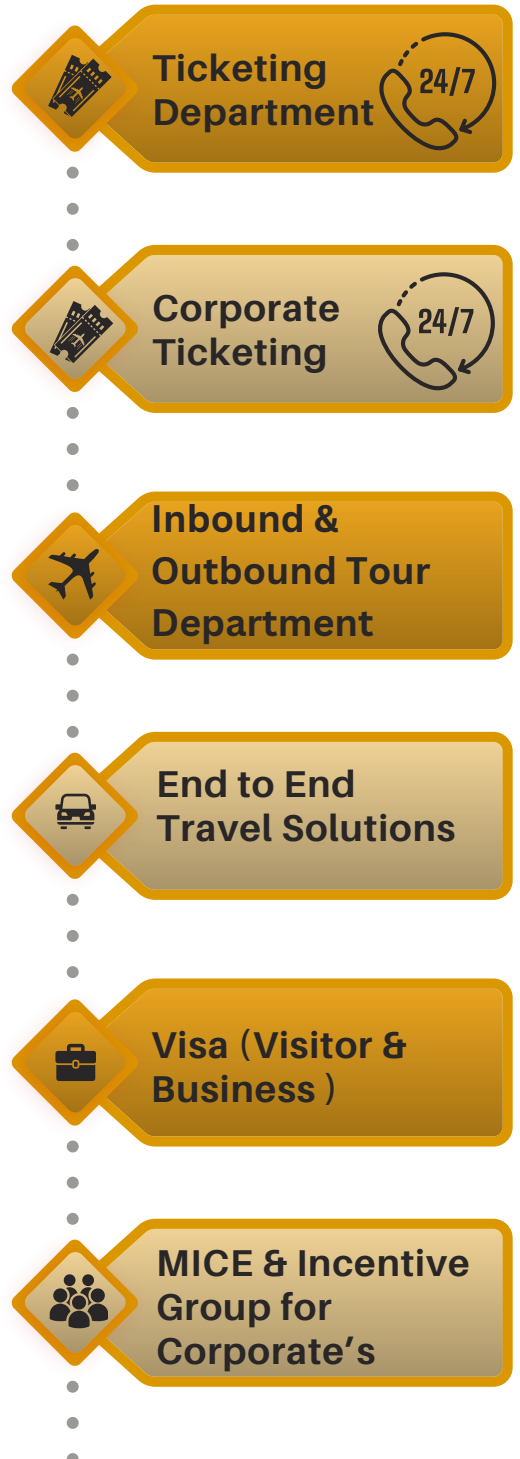 Ticketing
Department
24/7
Corporate
Ticketing
24/7
Inbound &
Outbound Tour
Department
End to End
Travel Solutions
Visa (Visitor &
Business )
MICE & Incentive
Group for
Corporate’s